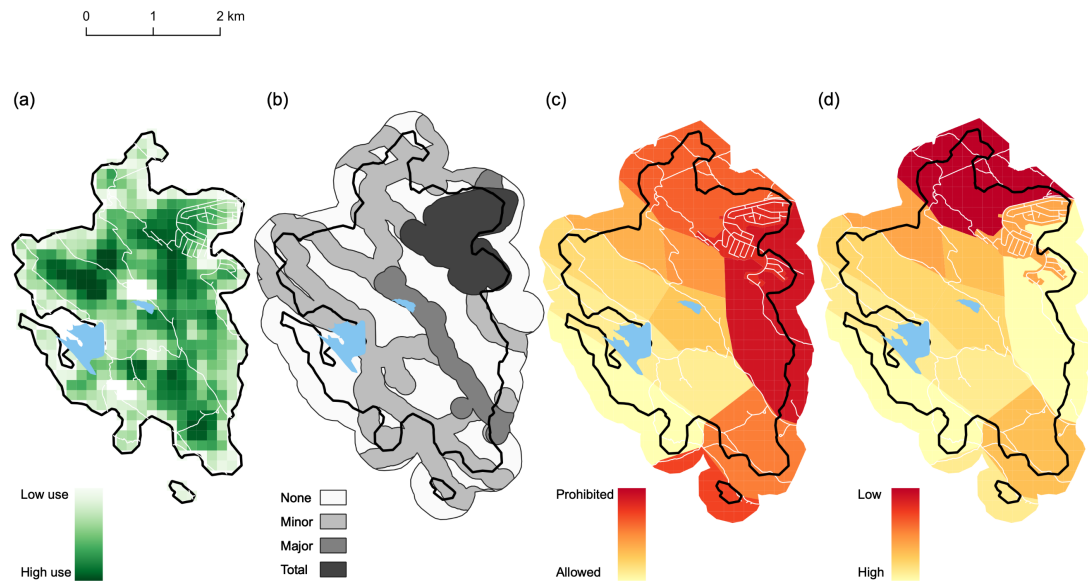 0 1 2 km
(a) (b) (c) (d)
Low use
High use
None
Minor
Major
Total
Prohibited
Allowed
Low
High